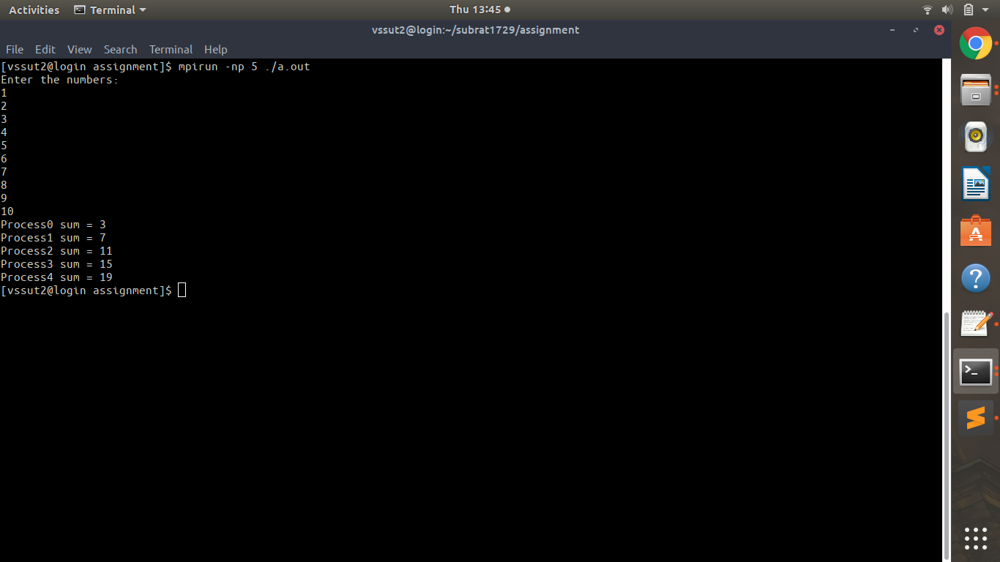 Activities Terminal Thu 13:45
vssut2@login:~/subrat1729/assignment
File Edit View Search Terminal Help
[vssut2@login assignment]$ mpirun -np 5 ./a.out
Enter the numbers:
1
2
3
4
5
6
7
8
9
10
Process0 sum = 3
Process1 sum = 7
Process2 sum = 11
Process3 sum = 15
Process4 sum = 19
[vssut2@login assignment]$